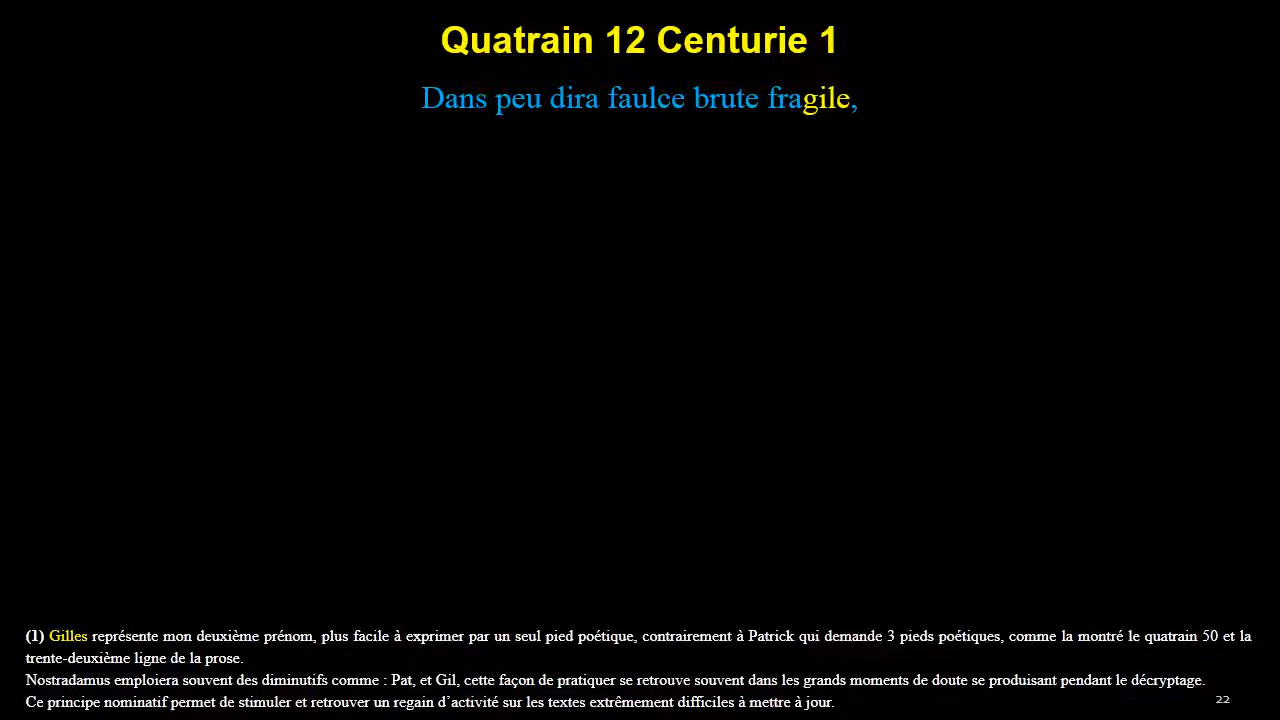 Quatrain 12 Centurie 1
Dans peu dira faulce brute fragile,
(1) Gilles représente mon deuxième prénom, plus facile à exprimer par un seul pied poétique, contrairement à Patrick qui demande 3 pieds poétiques, comme la montré le quatrain 50 et la
trente-deuxième ligne de la prose.
Nostradamus emploiera souvent des diminutifs comme : Pat, et Gil, cette façon de pratiquer se retrouve souvent dans les grands moments de doute se produisant pendant le décryptage.
Ce principe nominatif permet de stimuler et retrouver un regain d’activité sur les textes extrêmement difficiles à mettre à jour.
22